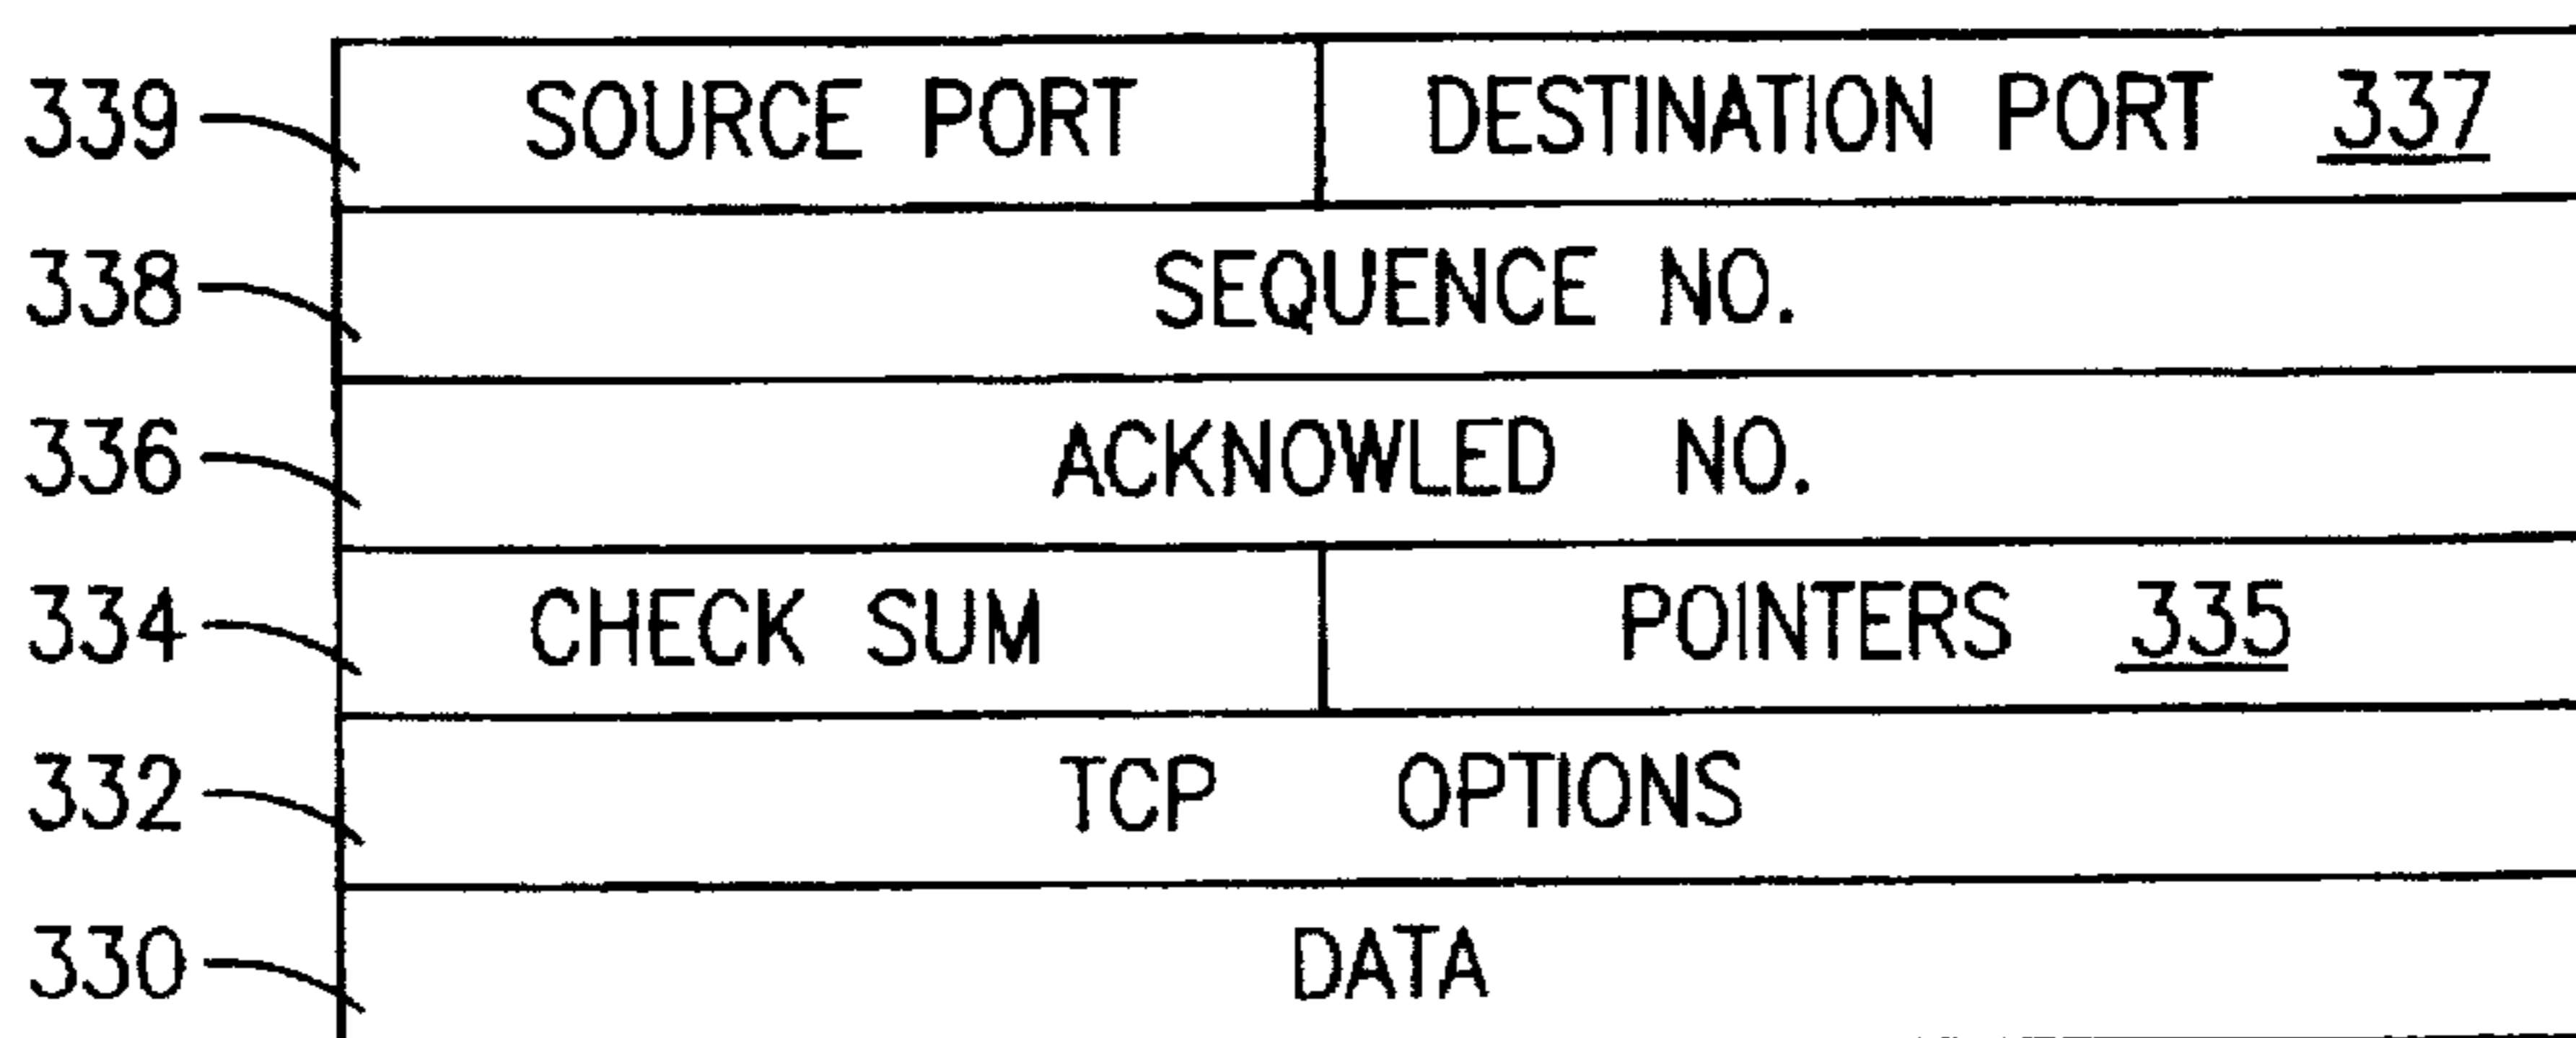 339 SOURCE PORT DESTINATION PORT 337
338 SEQUENCE NO.
336 ACKNOWLED NO.
334 CHECK SUM POINTERS 335
332 TCP OPTIONS
330 DATA